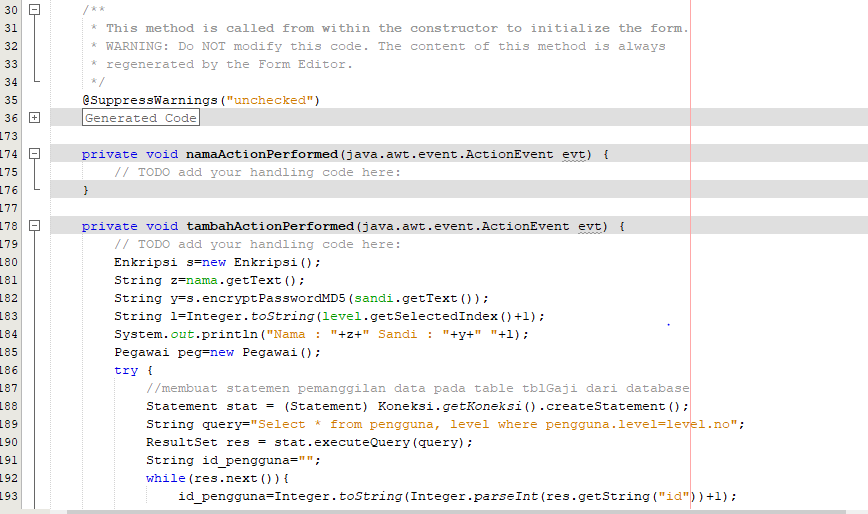 30 /**
31 * This method is called from within the constructor to initialize the form.
32 * WARNING: Do NOT modify this code. The content of this method is always
33 * regenerated by the Form Editor.
34 */
35 @SuppressWarnings("unchecked")
36 Generated Code
173
174 private void namaActionPerformed(java.awt.event.ActionEvent evt) {
175 // TODO add your handling code here:
176 }
177
178 private void tambahActionPerformed(java.awt.event.ActionEvent evt) {
179 // TODO add your handling code here:
180 Enkripsi s=new Enkripsi();
181 String z=nama.getText();
182 String y=s.encryptPasswordMD5(sandi.getText());
183 String l=Integer.toString(level.getSelectedIndex()+1);
184 System.out.println("Nama : "+z+" Sandi : "+y+" "+l);
185 Pegawai peg=new Pegawai();
186 try {
187 //membuat statemen pemanggilan data pada table tblGaji dari database
188 Statement stat = (Statement) Koneksi.getKoneksi().createStatement();
189 String query="Select * from pengguna, level where pengguna.level=level.no";
190 ResultSet res = stat.executeQuery(query);
191 String id_pengguna="";
192 while(res.next()){
193 id_pengguna=Integer.toString(Integer.parseInt(res.getString("id"))+1);